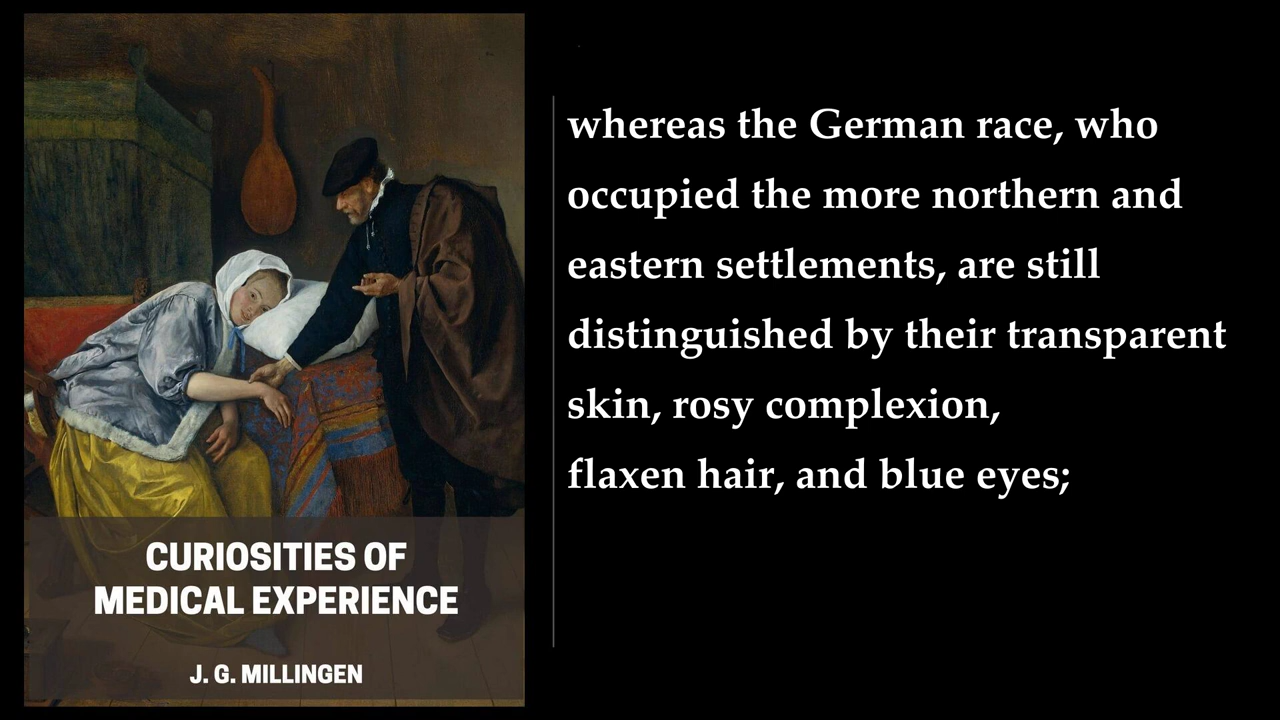 CURIOSITIES OF
MEDICAL EXPERIENCE
J. G. MILLINGEN
whereas the German race, who
occupied the more northern and
eastern settlements, are still
distinguished by their transparent
skin, rosy complexion,
flaxen hair, and blue eyes;